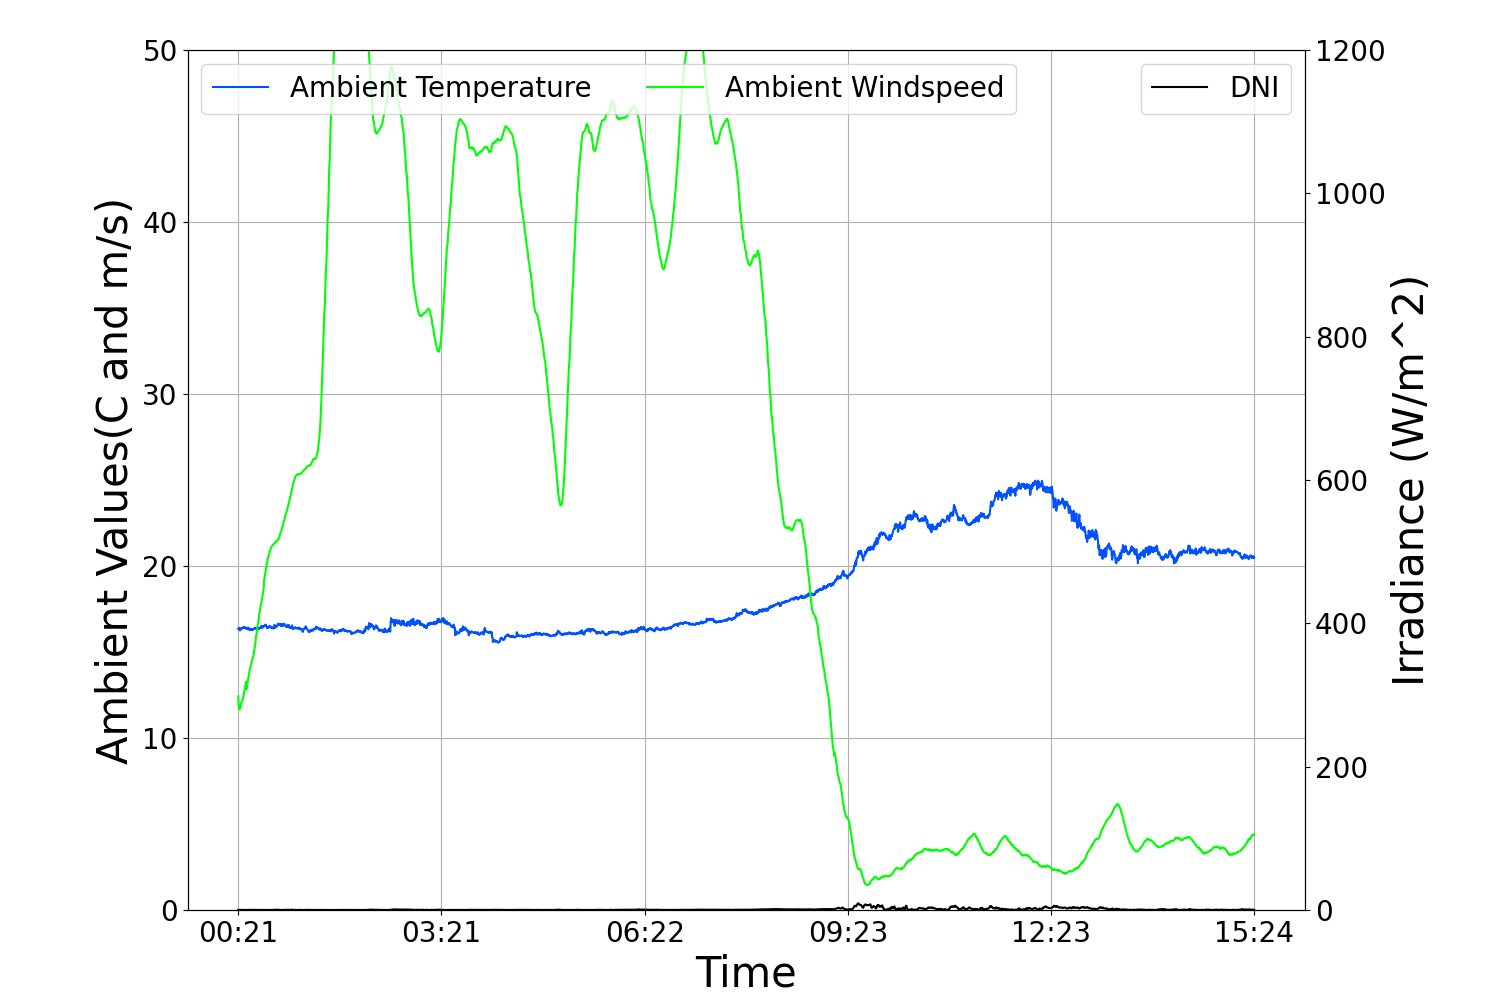 Ambient Temperature
Ambient Windspeed
DNI
Ambient Values(C and m/s)
50
40
30
20
10
0
1200
1000
800
600
400
200
0
Irradiance (W/m^2)
00:21 03:21 06:22 09:23 12:23 15:24
Time